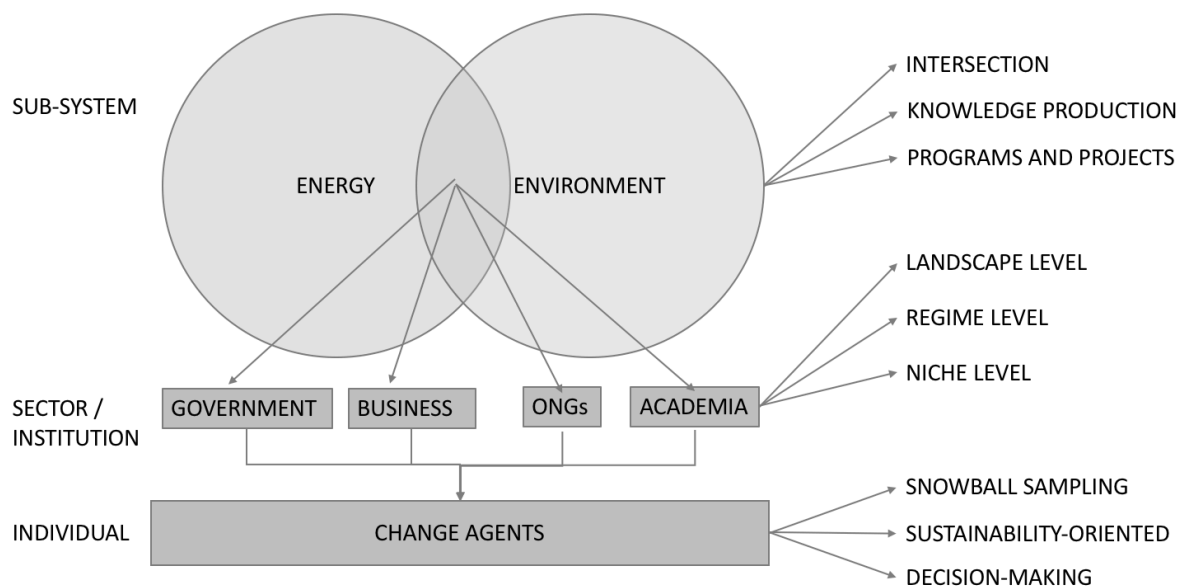 SUB-SYSTEM
ENERGY
ENVIRONMENT
INTERSECTION
KNOWLEDGE PRODUCTION
PROGRAMS AND PROJECTS
SECTOR /
INSTITUTION
GOVERNMENT
BUSINESS
ONGs
ACADEMIA
LANDSCAPE LEVEL
REGIME LEVEL
NICHE LEVEL
INDIVIDUAL
CHANGE AGENTS
SNOWBALL SAMPLING
SUSTAINABILITY-ORIENTED
DECISION-MAKING